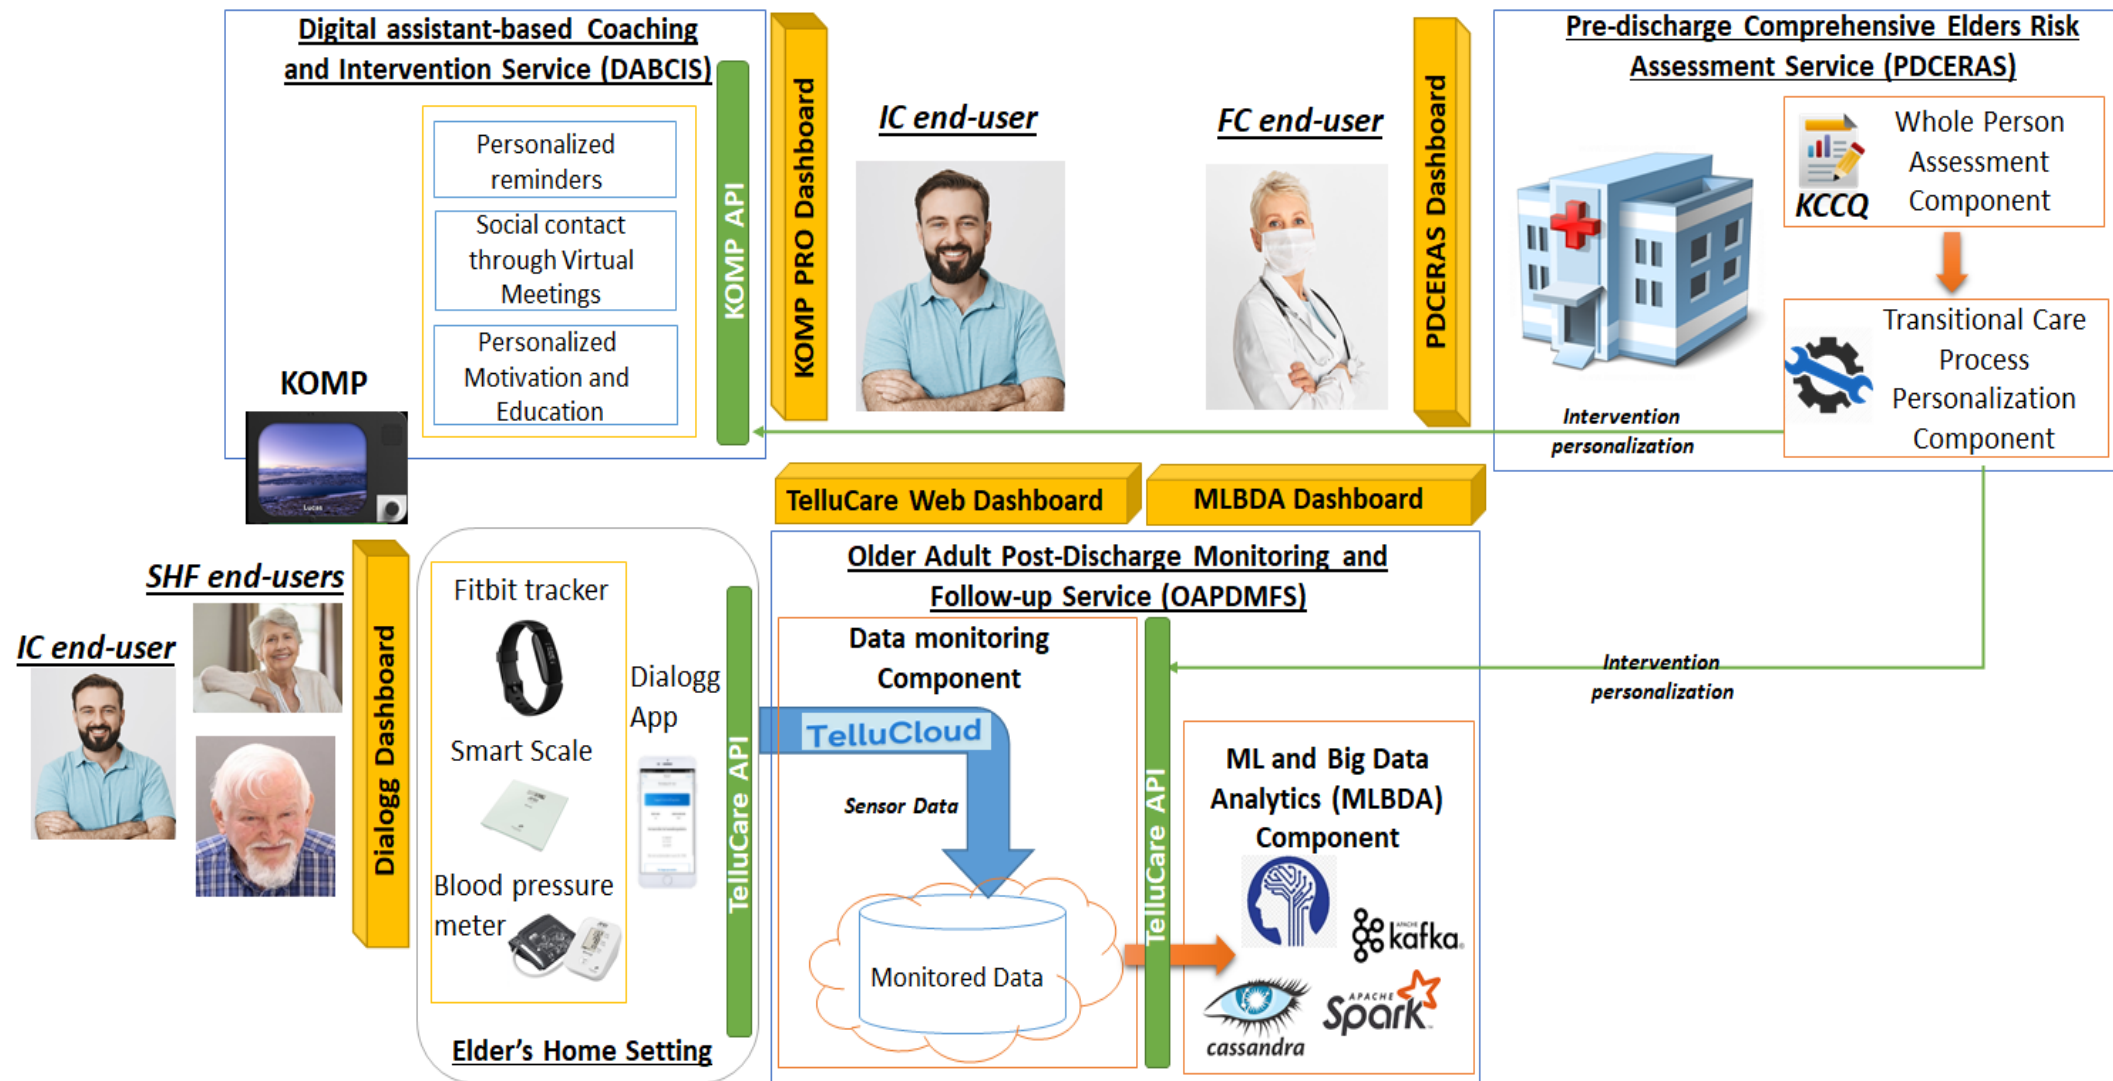 Digital assistant-based Coaching
and Intervention Service (DABCIS)
Personalized
reminders
Social contact
through Virtual
Meetings
Personalized
Motivation and
Education
KOMP API
KOMP PRO Dashboard
KOMP
Lucas
IC end-user
FC end-user
PDCERAS Dashboard
Pre-discharge Comprehensive Elders Risk
Assessment Service (PDCERAS)
KCCQ
Whole Person
Assessment
Component
Transitional Care
Process
Personalization
Component
Intervention
personalization
TelluCare Web Dashboard
MLBDA Dashboard
SHF end-users
IC end-user
Dialogg Dashboard
Fitbit tracker
Smart Scale
Blood pressure
meter
Dialogg
App
TelluCare API
Elder's Home Setting
Older Adult Post-Discharge Monitoring and
Follow-up Service (OAPDMFS)
Data monitoring
Component
TelluCloud
Sensor Data
Monitored Data
TelluCare API
Intervention
personalization
ML and Big Data
Analytics (MLBDA)
Component
APACHE
kafka
cassandra
APACHE
Spark